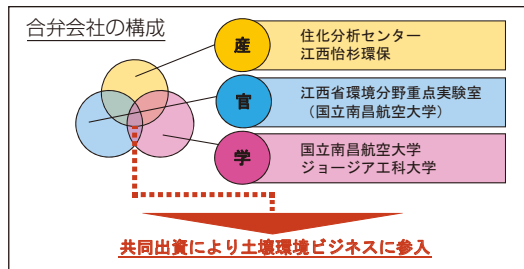 合弁会社の構成
産
住化分析センター
江西怡杉環保
官
江西省環境分野重点実験室
（国立南昌航空大学）
学
国立南昌航空大学
ジョージア工科大学
共同出資により土壌環境ビジネスに参入